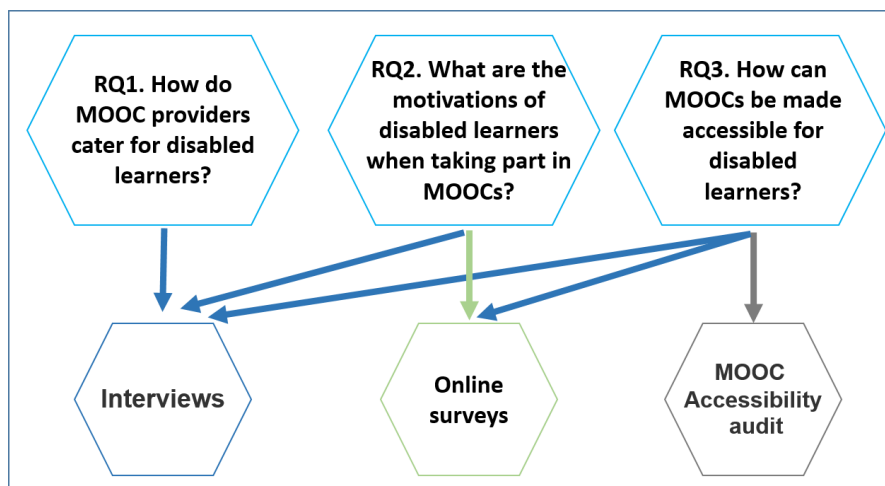 RQ1. How do
MOOC providers
cater for disabled
learners?
RQ2. What are the
motivations of
disabled learners
when taking part in
MOOCs?
RQ3. How can
MOOCs be made
accessible for
disabled
learners?
Interviews
Online
surveys
MOOC
Accessibility
audit